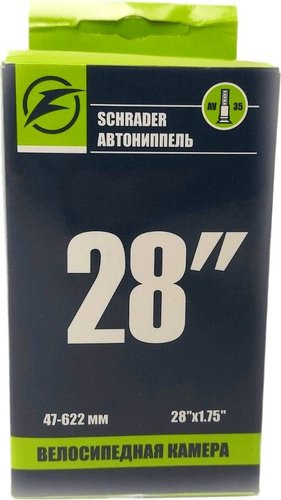 SCHRADER
АВТОНИППЕЛЬ
AV 35
28"
47-622 мм 28"x1.75"
ВЕЛОСИПЕДНАЯ КАМЕРА